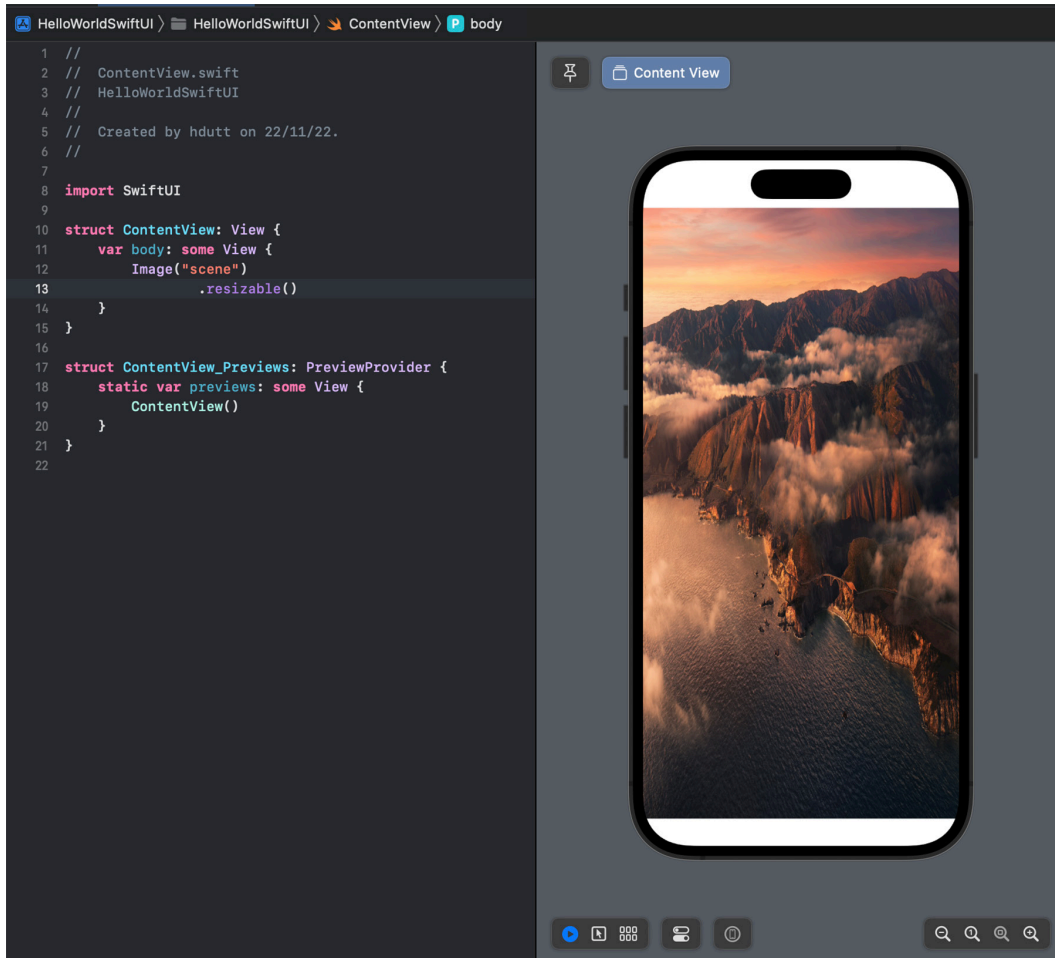 HelloWorldSwiftUI 〉 HelloWorldSwiftUI 〉 ContentView 〉 P body
1 //
2 //  ContentView.swift
3 //  HelloWorldSwiftUI
4 //
5 //  Created by hdutt on 22/11/22.
6 //
7
8 import SwiftUI
9
10 struct ContentView: View {
11     var body: some View {
12         Image("scene")
13                 .resizable()
14     }
15 }
16
17 struct ContentView_Previews: PreviewProvider {
18     static var previews: some View {
19         ContentView()
20     }
21 }
22
Content View